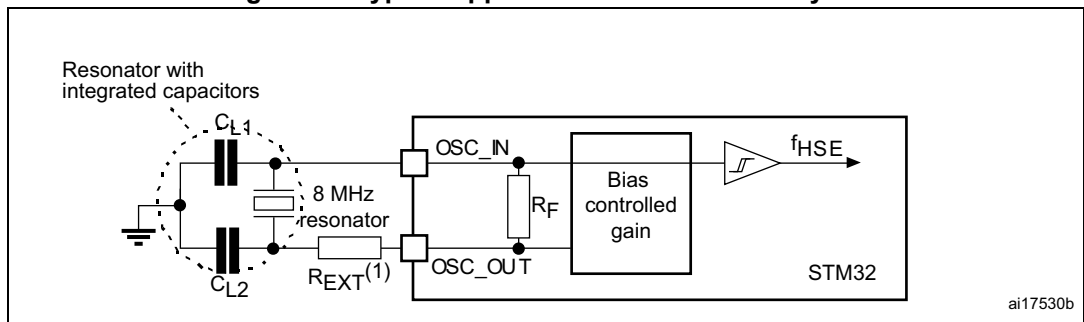 Resonator with
integrated capacitors
CL1
OSC_IN
fHSE
8 MHz
resonator
RF
Bias
controlled
gain
REXT(1)
OSC_OUT
STM32
CL2
ai17530b